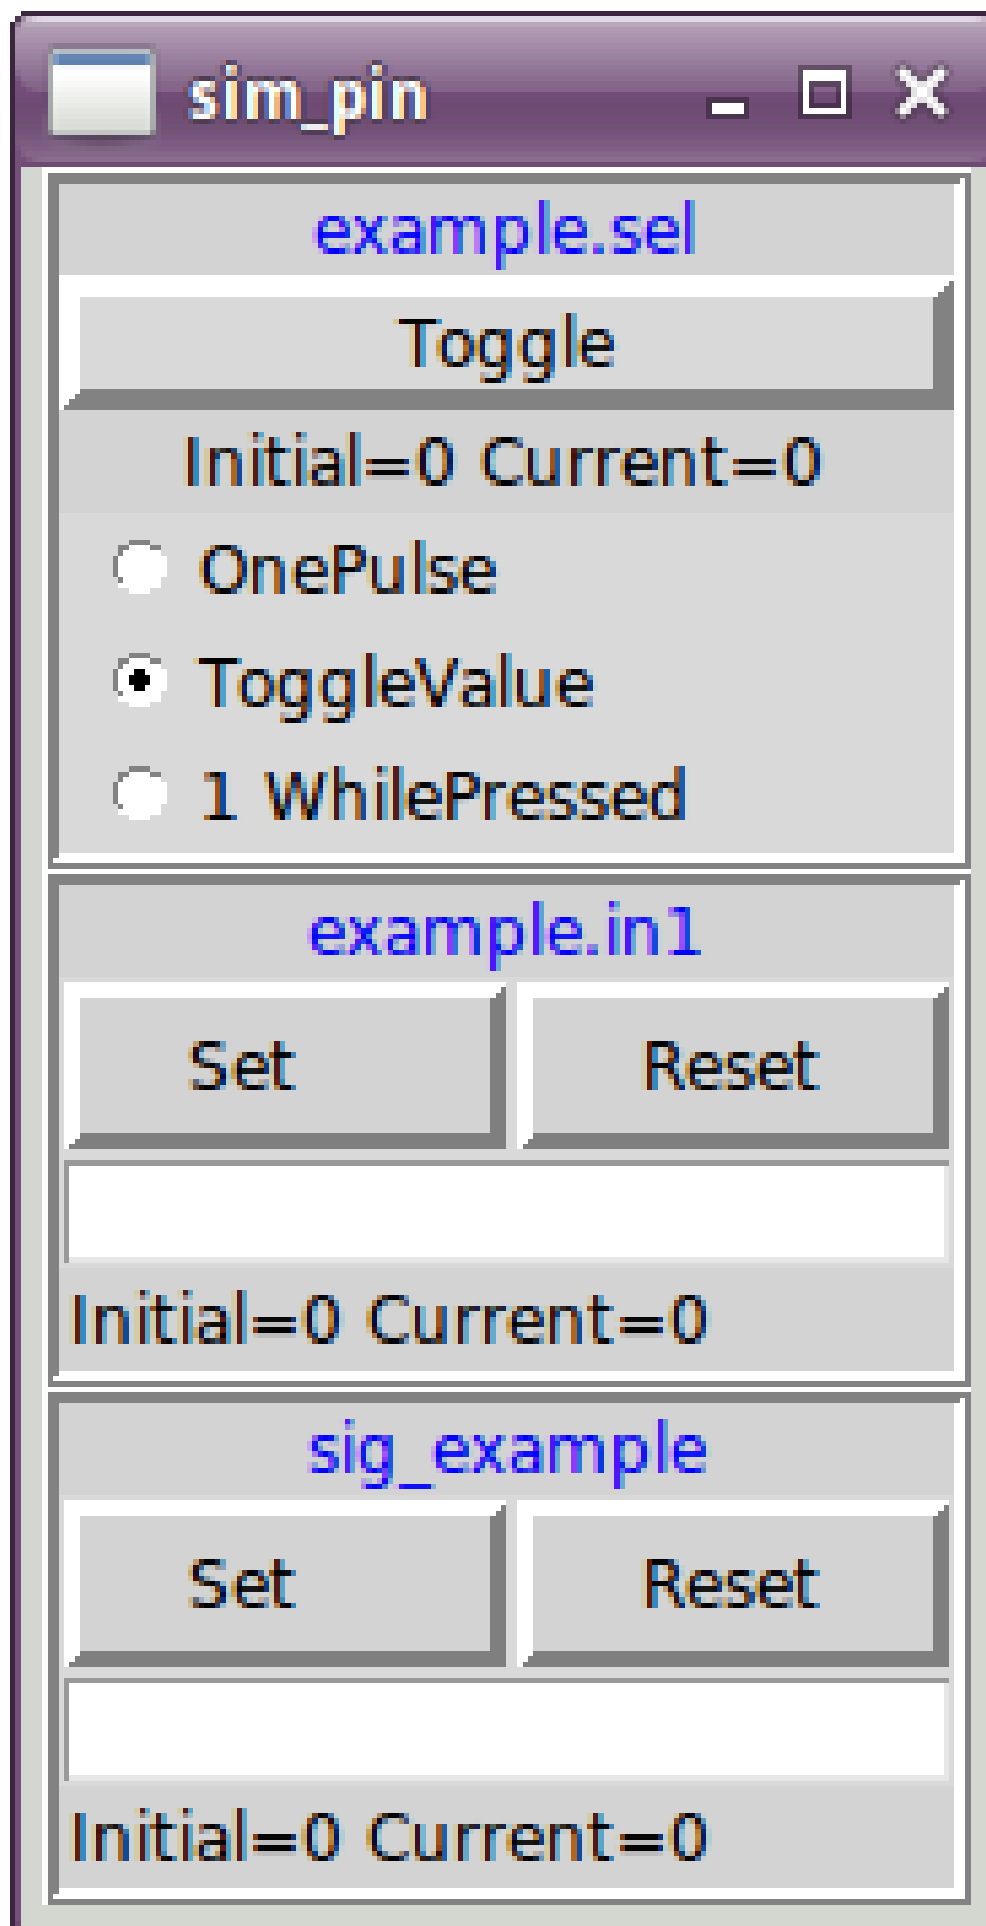 sim_pin
example.sel
Toggle
Initial=0 Current=0
OnePulse
ToggleValue
1 WhilePressed
example.in1
Set Reset
Initial=0 Current=0
sig_example
Set Reset
Initial=0 Current=0